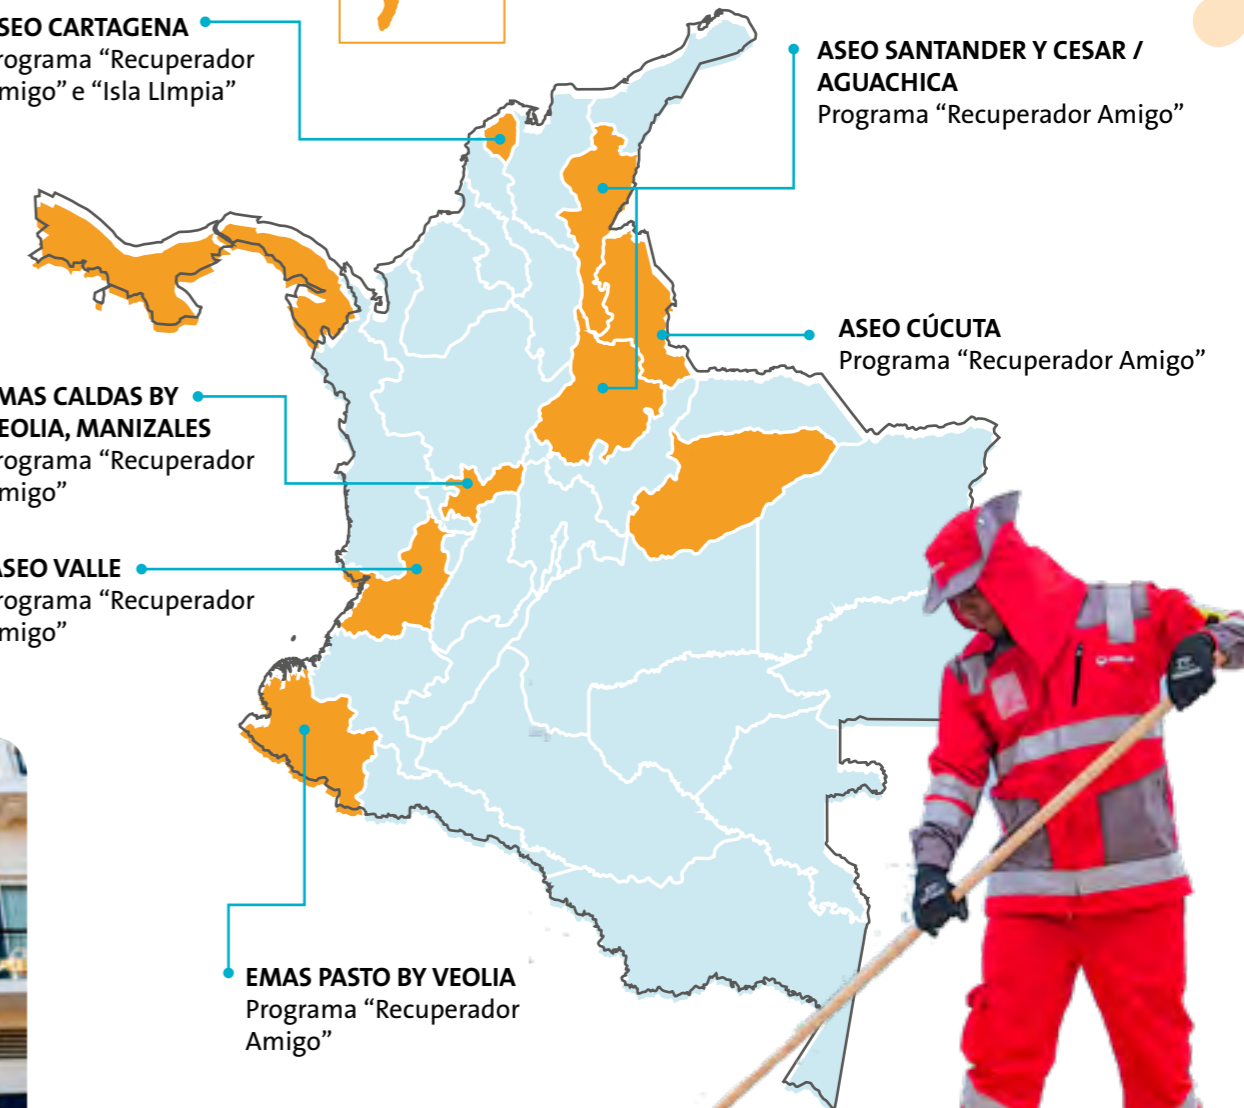 SEO CARTAGENA
rograma “Recuperador
migo” e “Isla LImpia”
ASEO SANTANDER Y CESAR /
AGUACHICA
Programa “Recuperador Amigo”
ASEO CÚCUTA
Programa “Recuperador Amigo”
MAS CALDAS BY
EOLIA, MANIZALES
rograma “Recuperador
migo”
ASEO VALLE
rograma “Recuperador
migo”
EMAS PASTO BY VEOLIA
Programa “Recuperador
Amigo”